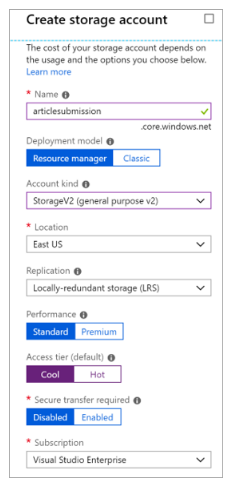 Create storage account
The cost of your storage account depends on
the usage and the options you choose below.
Learn more
* Name
articlesubmission
.core.windows.net
Deployment model
Resource manager Classic
Account kind
StorageV2 (general purpose v2)
* Location
East US
Replication
Locally-redundant storage (LRS)
Performance
Standard Premium
Access tier (default)
Cool Hot
* Secure transfer required
Disabled Enabled
* Subscription
Visual Studio Enterprise